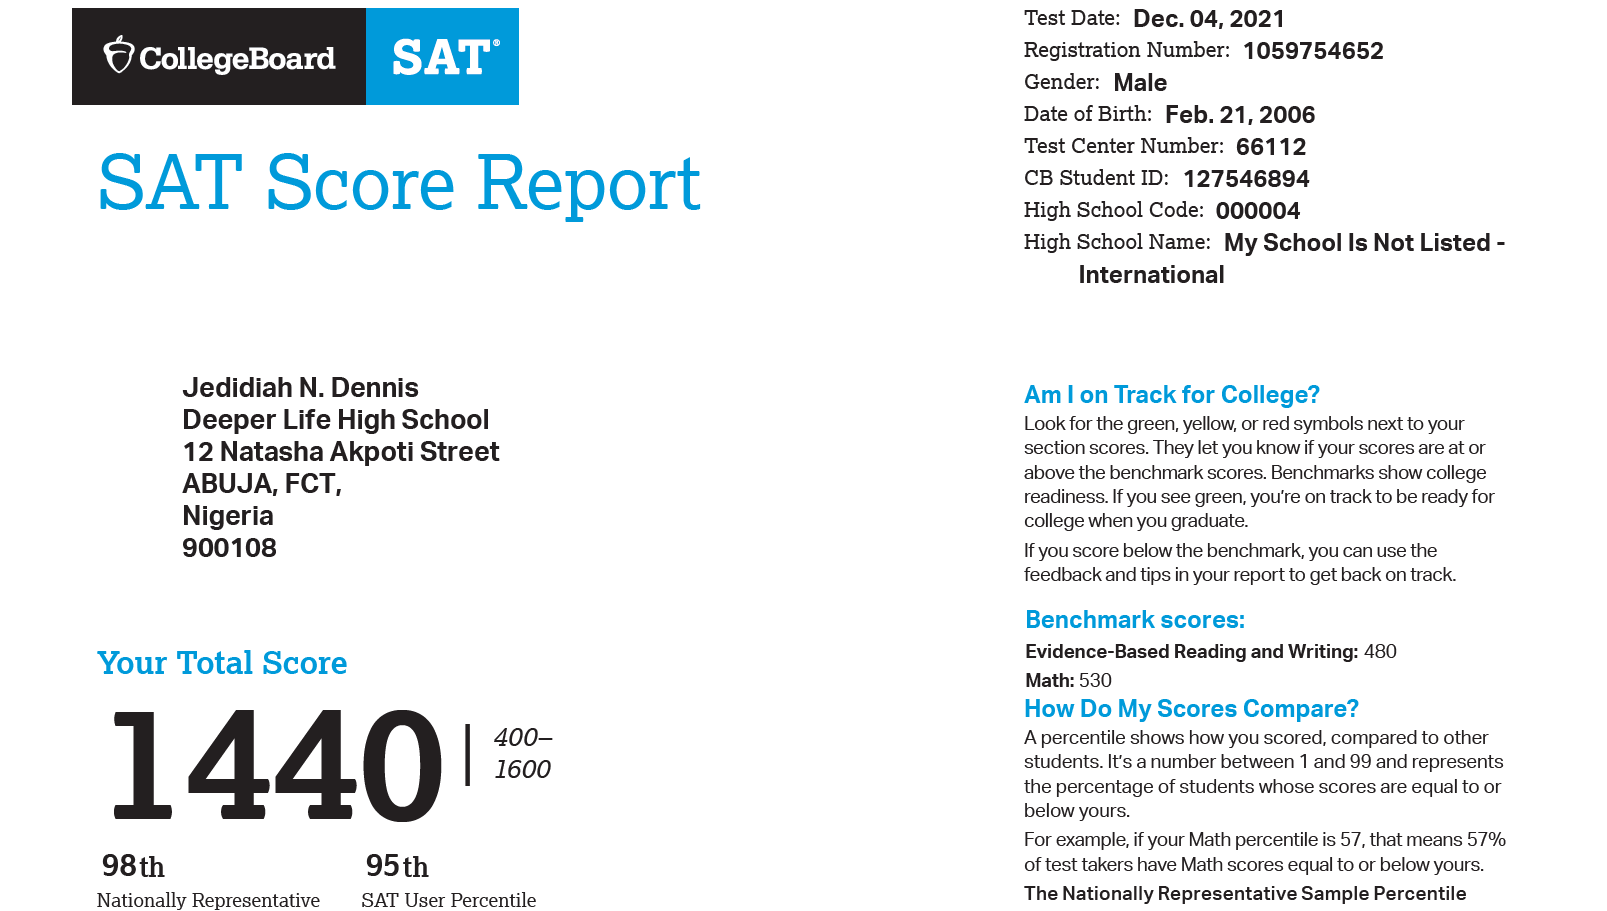 CollegeBoard
SAT®
SAT Score Report
Test Date: Dec. 04, 2021
Registration Number: 1059754652
Gender: Male
Date of Birth: Feb. 21, 2006
Test Center Number: 66112
CB Student ID: 127546894
High School Code: 000004
High School Name: My School Is Not Listed -
International
Jedidiah N. Dennis
Deeper Life High School
12 Natasha Akpoti Street
ABUJA, FCT,
Nigeria
900108
Your Total Score
1440
400–
1600
98th
Nationally Representative
95th
SAT User Percentile
Am I on Track for College?
Look for the green, yellow, or red symbols next to your
section scores. They let you know if your scores are at or
above the benchmark scores. Benchmarks show college
readiness. If you see green, you’re on track to be ready for
college when you graduate.
If you score below the benchmark, you can use the
feedback and tips in your report to get back on track.
Benchmark scores:
Evidence-Based Reading and Writing: 480
Math: 530
How Do My Scores Compare?
A percentile shows how you scored, compared to other
students. It’s a number between 1 and 99 and represents
the percentage of students whose scores are equal to or
below yours.
For example, if your Math percentile is 57, that means 57%
of test takers have Math scores equal to or below yours.
The Nationally Representative Sample Percentile